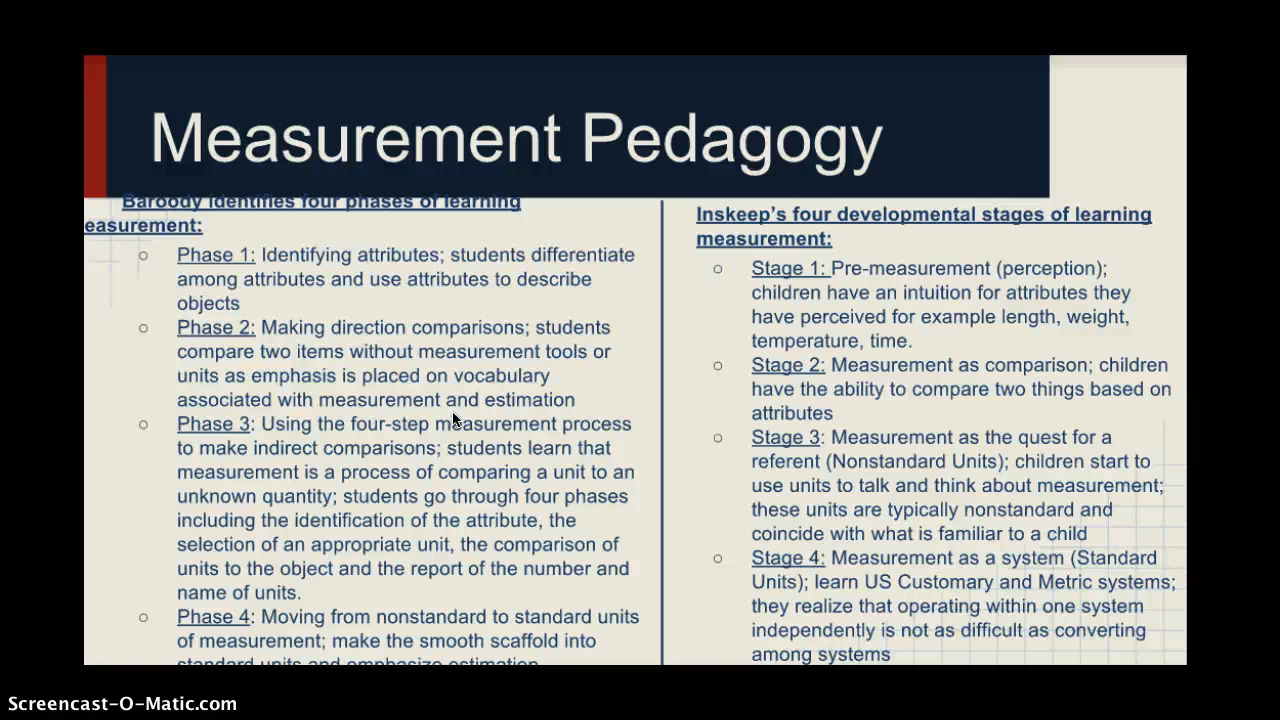 Measurement Pedagogy
Baroody identifies four phases of learning
easurement:
○ Phase 1: Identifying attributes; students differentiate
among attributes and use attributes to describe
objects
○ Phase 2: Making direction comparisons; students
compare two items without measurement tools or
units as emphasis is placed on vocabulary
associated with measurement and estimation
○ Phase 3: Using the four-step measurement process
to make indirect comparisons; students learn that
measurement is a process of comparing a unit to an
unknown quantity; students go through four phases
including the identification of the attribute, the
selection of an appropriate unit, the comparison of
units to the object and the report of the number and
name of units.
○ Phase 4: Moving from nonstandard to standard units
of measurement; make the smooth scaffold into
standard units and emphasize estimation
Inskeep's four developmental stages of learning
measurement:
○ Stage 1: Pre-measurement (perception);
children have an intuition for attributes they
have perceived for example length, weight,
temperature, time.
○ Stage 2: Measurement as comparison; children
have the ability to compare two things based on
attributes
○ Stage 3: Measurement as the quest for a
referent (Nonstandard Units); children start to
use units to talk and think about measurement;
these units are typically nonstandard and
coincide with what is familiar to a child
○ Stage 4: Measurement as a system (Standard
Units); learn US Customary and Metric systems;
they realize that operating within one system
independently is not as difficult as converting
among systems
Screencast-O-Matic.com